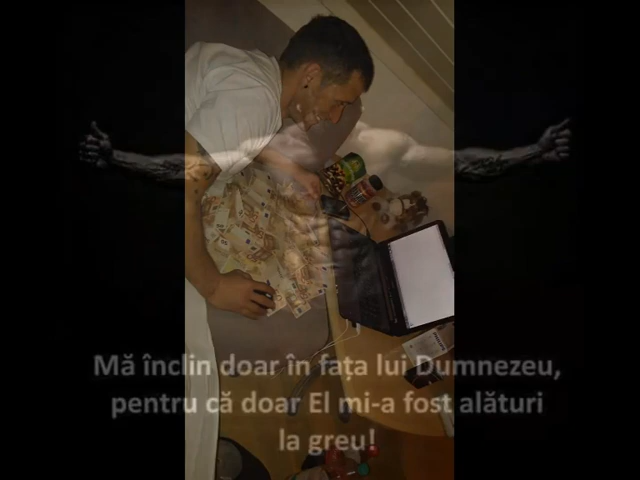 Mă înclin doar în fața lui Dumnezeu,
pentru că doar El mi-a fost alături
la greu!